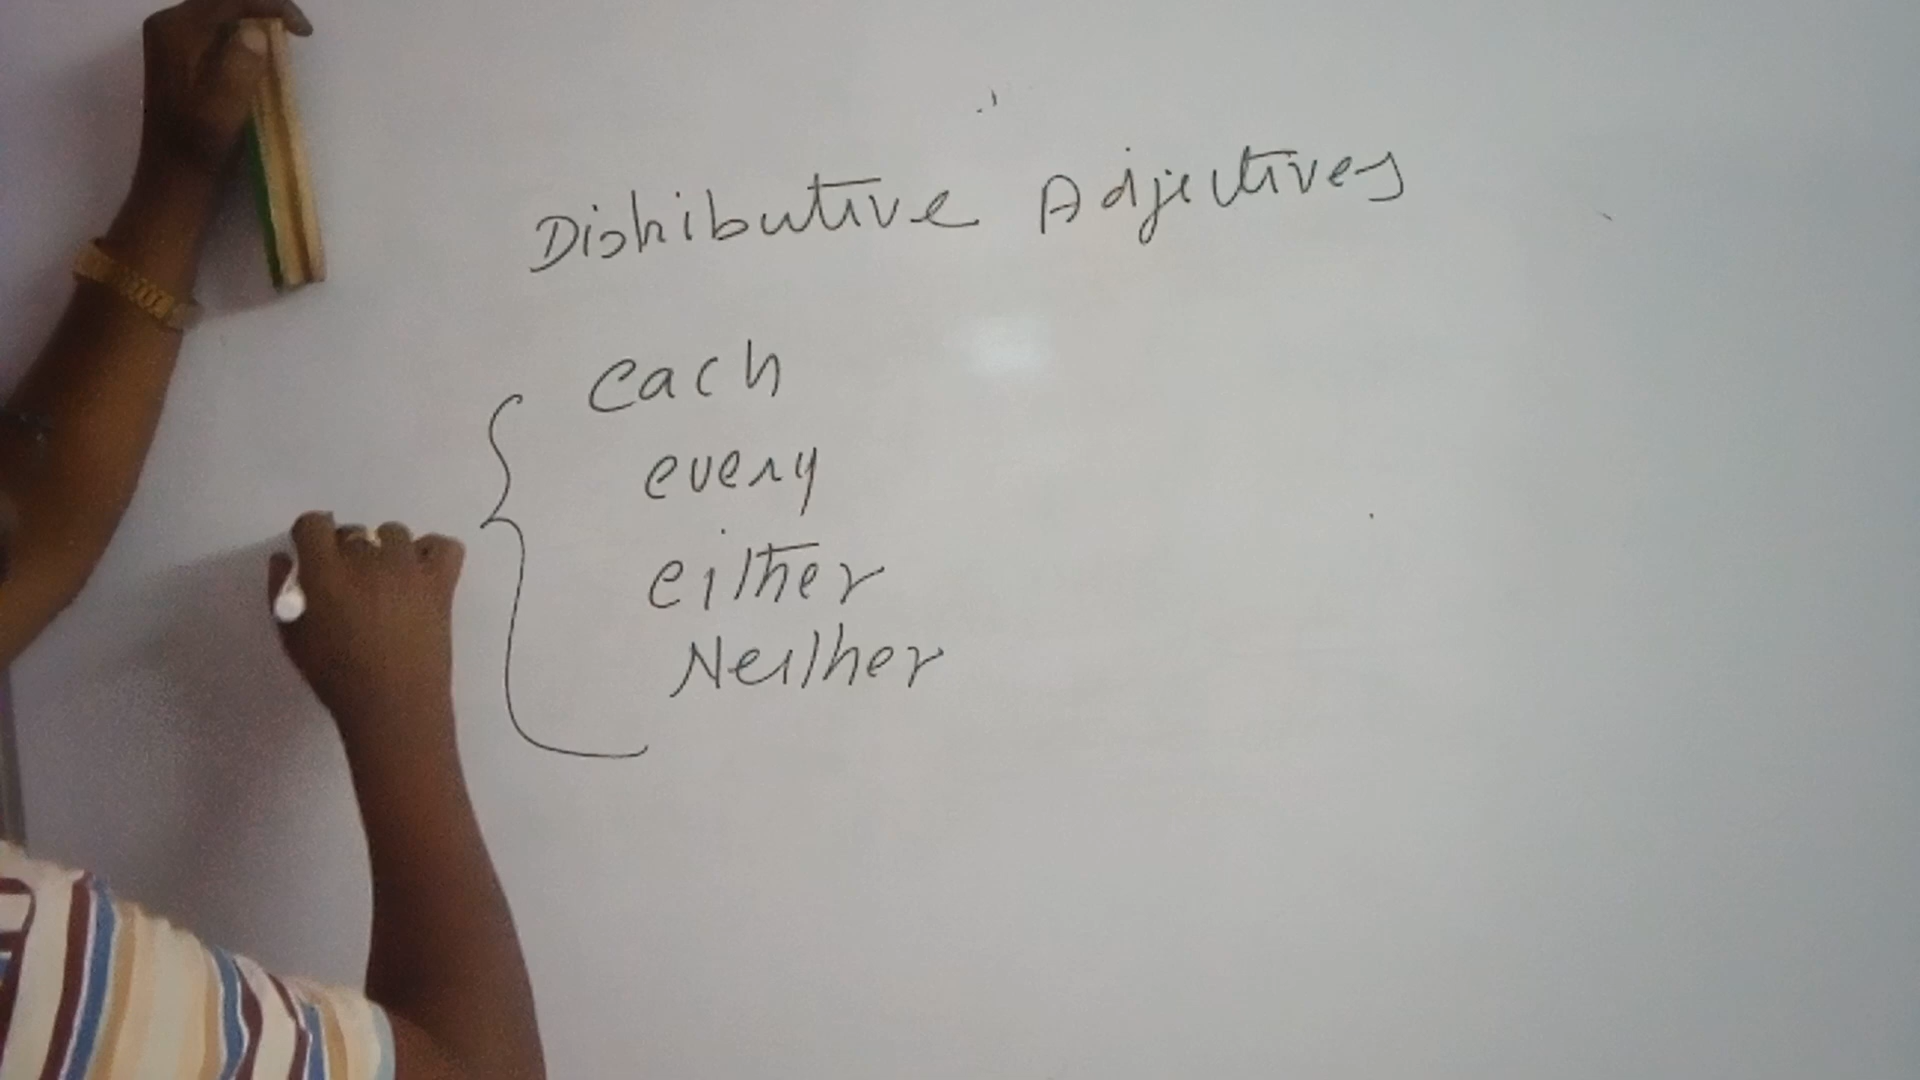 Distributive Adjectives
each
every
either
Neither